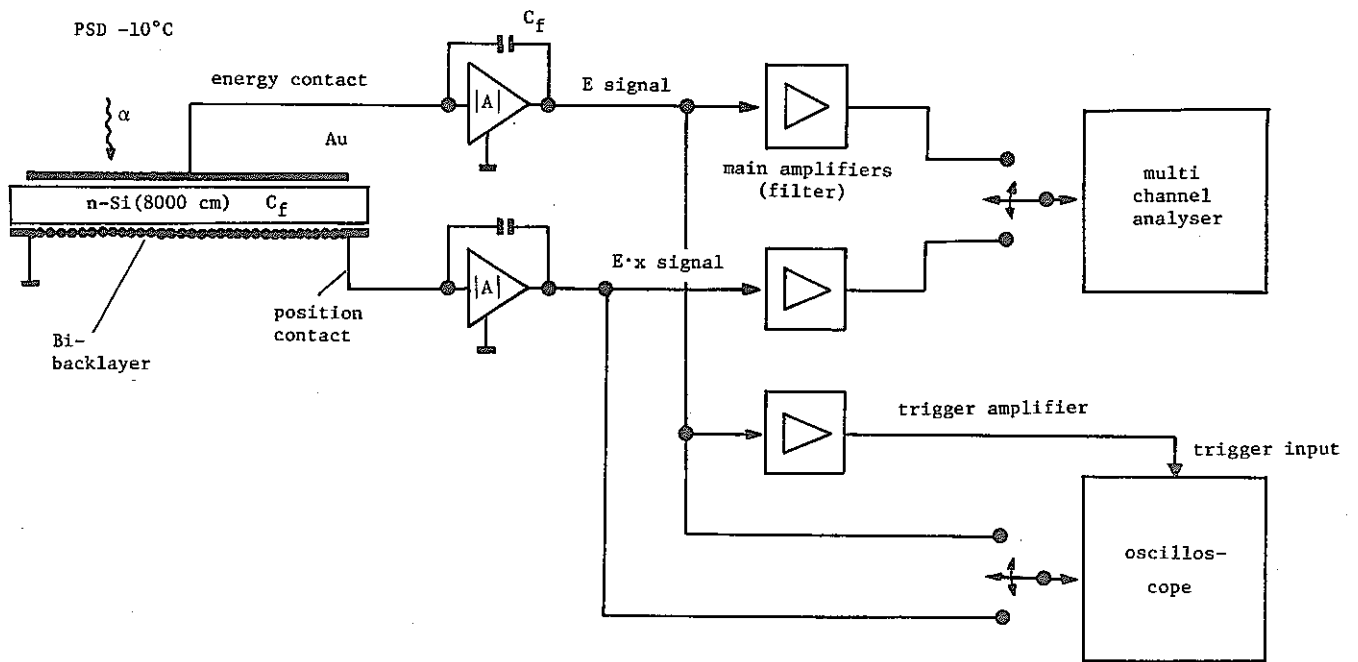 PSD -10°C
C_f
energy contact
|A|
E signal
α
Au
main amplifiers
(filter)
multi
channel
analyser
n-Si(8000 cm) C_f
|A|
E·x signal
position
contact
Bi-
backlayer
trigger amplifier
trigger input
oscillos-
cope